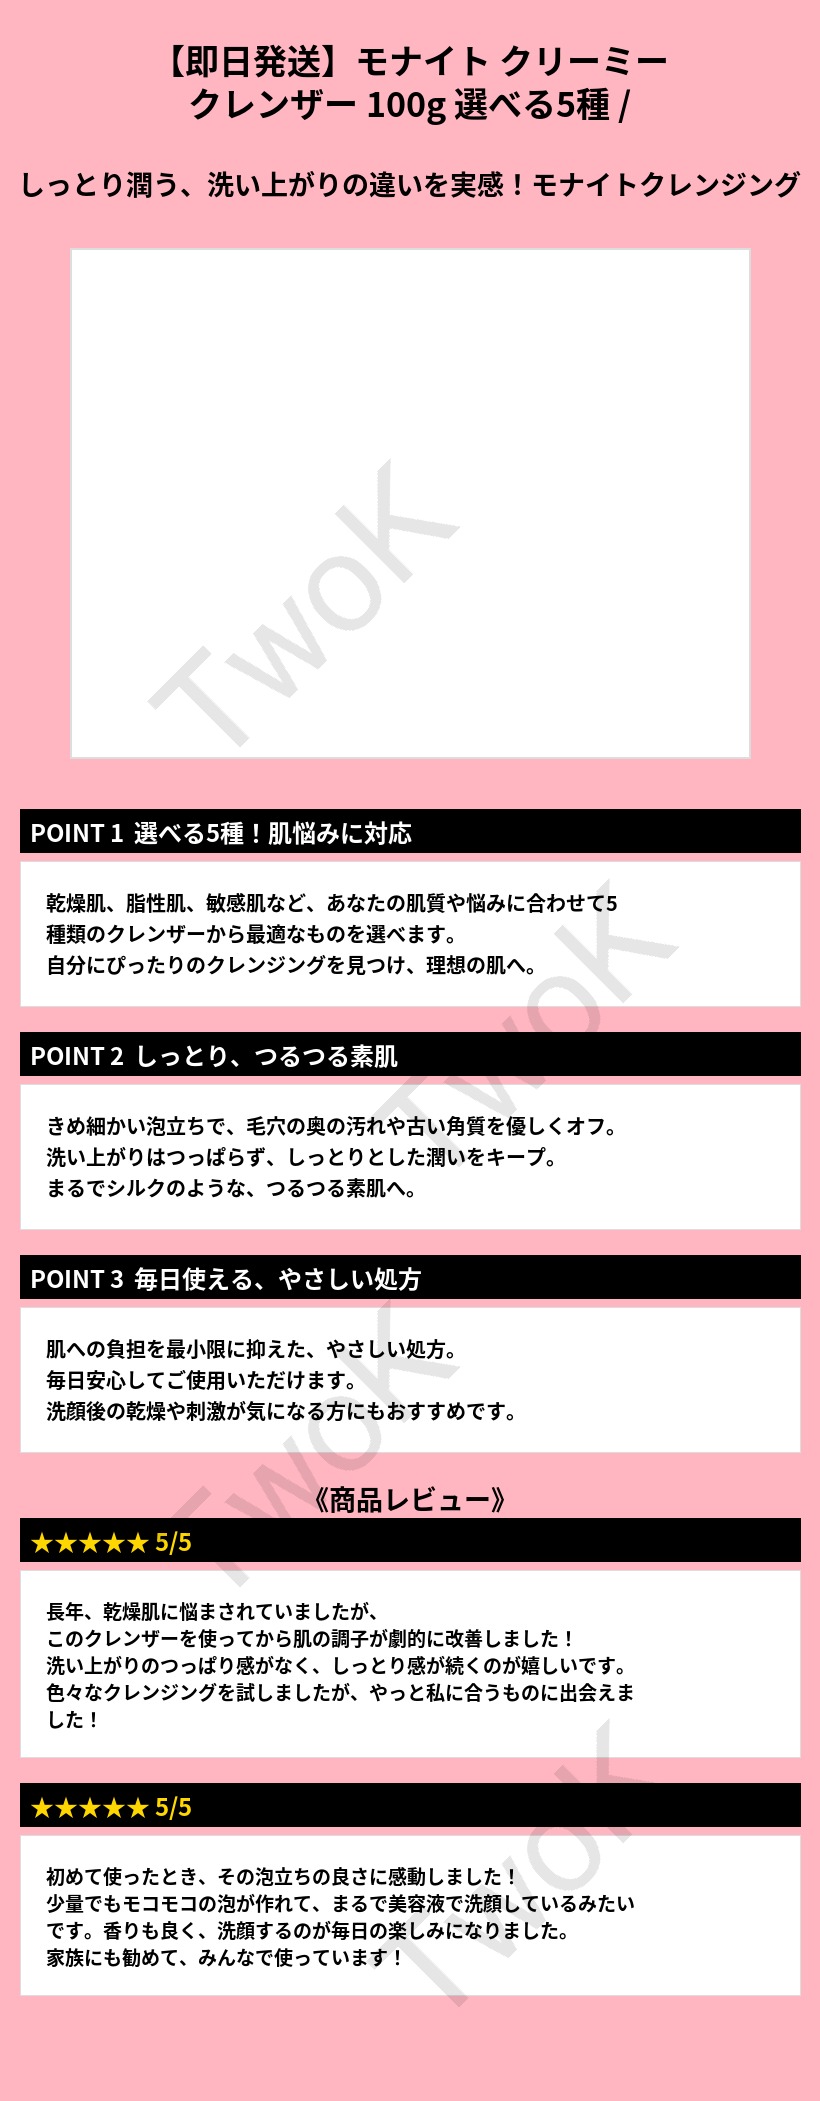 【即日発送】モナイト クリーミー
クレンザー 100g 選べる5種 /
しっとり潤う、洗い上がりの違いを実感！モナイトクレンジング
TwoK
POINT 1 選べる5種！肌悩みに対応
乾燥肌、脂性肌、敏感肌など、あなたの肌質や悩みに合わせて5
種類のクレンザーから最適なものを選べます。
自分にぴったりのクレンジングを見つけ、理想の肌へ。
TwoK
POINT 2 しっとり、つるつる素肌
きめ細かい泡立ちで、毛穴の奥の汚れや古い角質を優しくオフ。
洗い上がりはつっぱらず、しっとりとした潤いをキープ。
まるでシルクのような、つるつる素肌へ。
POINT 3 毎日使える、やさしい処方
肌への負担を最小限に抑えた、やさしい処方。
毎日安心してご使用いただけます。
洗顔後の乾燥や刺激が気になる方にもおすすめです。
TwoK
《商品レビュー》
★★★★★ 5/5
長年、乾燥肌に悩まされていましたが、
このクレンザーを使ってから肌の調子が劇的に改善しました！
洗い上がりのつっぱり感がなく、しっとり感が続くのが嬉しいです。
色々なクレンジングを試しましたが、やっと私に合うものに出会えま
した！
★★★★★ 5/5
TwoK
初めて使ったとき、その泡立ちの良さに感動しました！
少量でもモコモコの泡が作れて、まるで美容液で洗顔しているみたい
です。香りも良く、洗顔するのが毎日の楽しみになりました。
家族にも勧めて、みんなで使っています！